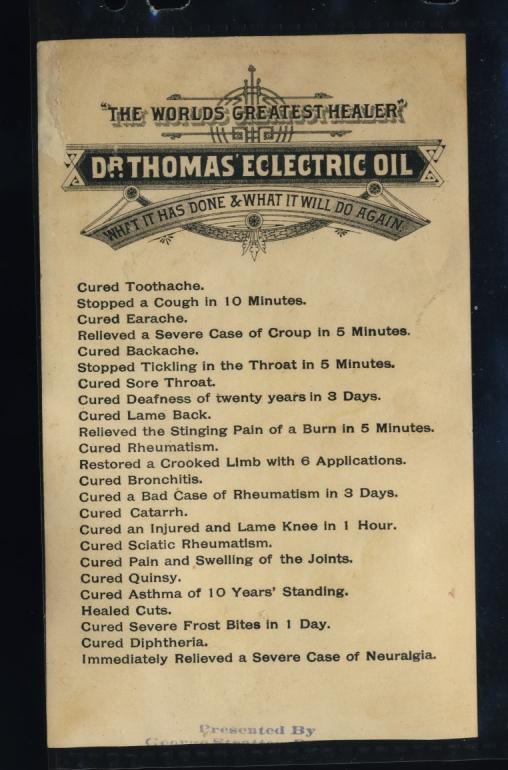 "THE WORLDS GREATEST HEALER"
DR. THOMAS' ECLECTRIC OIL
WHAT IT HAS DONE & WHAT IT WILL DO AGAIN.
Cured Toothache.
Stopped a Cough in 10 Minutes.
Cured Earache.
Relieved a Severe Case of Croup in 5 Minutes.
Cured Backache.
Stopped Tickling in the Throat in 5 Minutes.
Cured Sore Throat.
Cured Deafness of twenty years in 3 Days.
Cured Lame Back.
Relieved the Stinging Pain of a Burn in 5 Minutes.
Cured Rheumatism.
Restored a Crooked Limb with 6 Applications.
Cured Bronchitis.
Cured a Bad Case of Rheumatism in 3 Days.
Cured Catarrh.
Cured an Injured and Lame Knee in 1 Hour.
Cured Sciatic Rheumatism.
Cured Pain and Swelling of the Joints.
Cured Quinsy.
Cured Asthma of 10 Years' Standing.
Healed Cuts.
Cured Severe Frost Bites in 1 Day.
Cured Diphtheria.
Immediately Relieved a Severe Case of Neuralgia.
Presented By
George